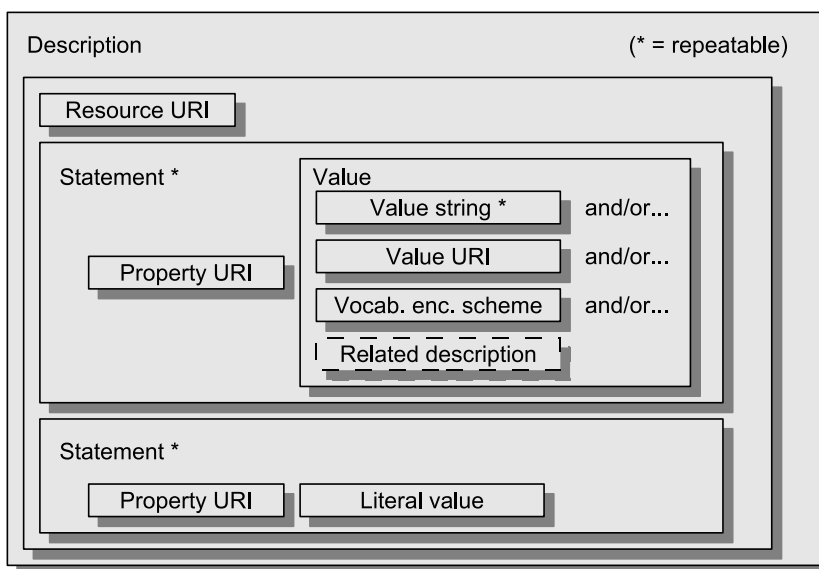 Description (* = repeatable)
Resource URI
Statement * Value
Value string * and/or...
Property URI Value URI and/or...
Vocab. enc. scheme and/or...
Related description
Statement *
Property URI Literal value